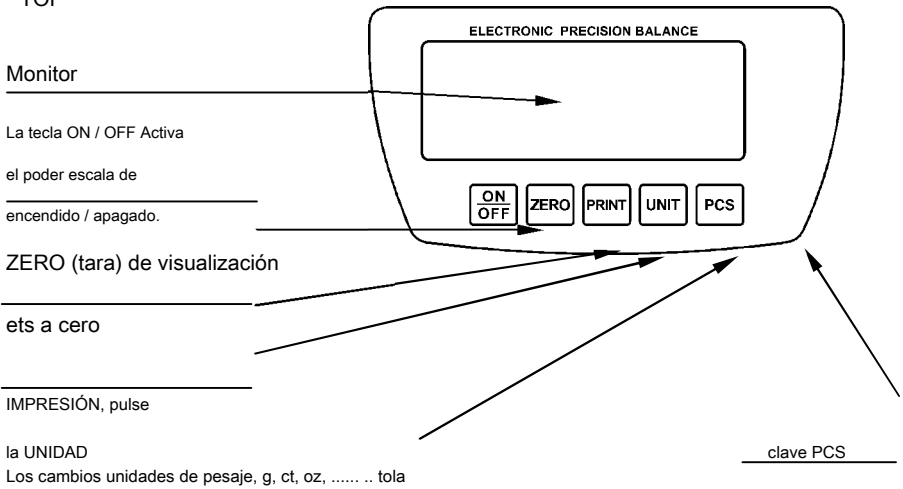 ELECTRONIC PRECISION BALANCE
Monitor
La tecla ON / OFF Activa
el poder escala de
encendido / apagado.
ON
OFF
ZERO
PRINT
UNIT
PCS
ZERO (tara) de visualización
ets a cero
IMPRESIÓN, pulse
la UNIDAD
clave PCS
Los cambios unidades de pesaje, g, ct, oz, ...... .. tola